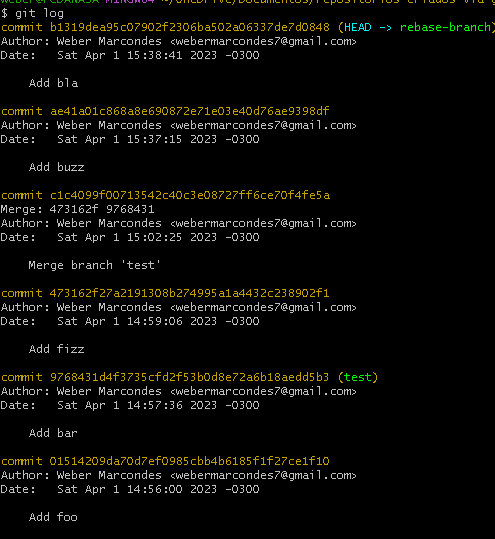 $ git log
commit b1319dea95c07902f2306ba502a06337de7d0848 (HEAD -> rebase-branch)
Author: Weber Marcondes <webermarcondes7@gmail.com>
Date:   Sat Apr 1 15:38:41 2023 -0300
Add bla
commit ae41a01c868a8e690872e71e03e40d76ae9398df
Author: Weber Marcondes <webermarcondes7@gmail.com>
Date:   Sat Apr 1 15:37:15 2023 -0300
Add buzz
commit c1c4099f00713542c40c3e08727ff6ce70f4fe5a
Merge: 473162f 9768431
Author: Weber Marcondes <webermarcondes7@gmail.com>
Date:   Sat Apr 1 15:02:25 2023 -0300
Merge branch 'test'
commit 473162f27a2191308b274995a1a4432c238902f1
Author: Weber Marcondes <webermarcondes7@gmail.com>
Date:   Sat Apr 1 14:59:06 2023 -0300
Add fizz
commit 9768431d4f3735cfd2f53b0d8e72a6b18aedd5b3 (test)
Author: Weber Marcondes <webermarcondes7@gmail.com>
Date:   Sat Apr 1 14:57:36 2023 -0300
Add bar
commit 01514209da70d7ef0985cbb4b6185f1f27ce1f10
Author: Weber Marcondes <webermarcondes7@gmail.com>
Date:   Sat Apr 1 14:56:00 2023 -0300
Add foo